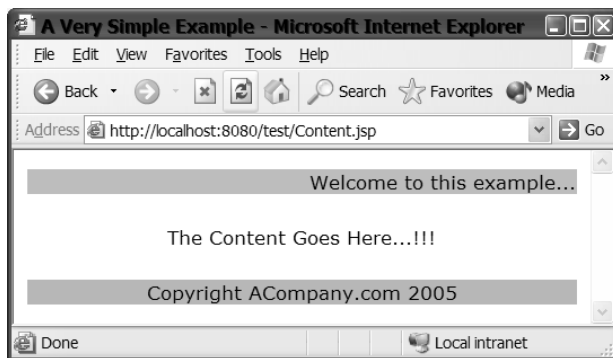 A Very Simple Example - Microsoft Internet Explorer
File Edit View Favorites Tools Help
Back Search Favorites Media »
Address http://localhost:8080/test/Content.jsp Go
Welcome to this example...
The Content Goes Here...!!!
Copyright ACompany.com 2005
Done Local intranet